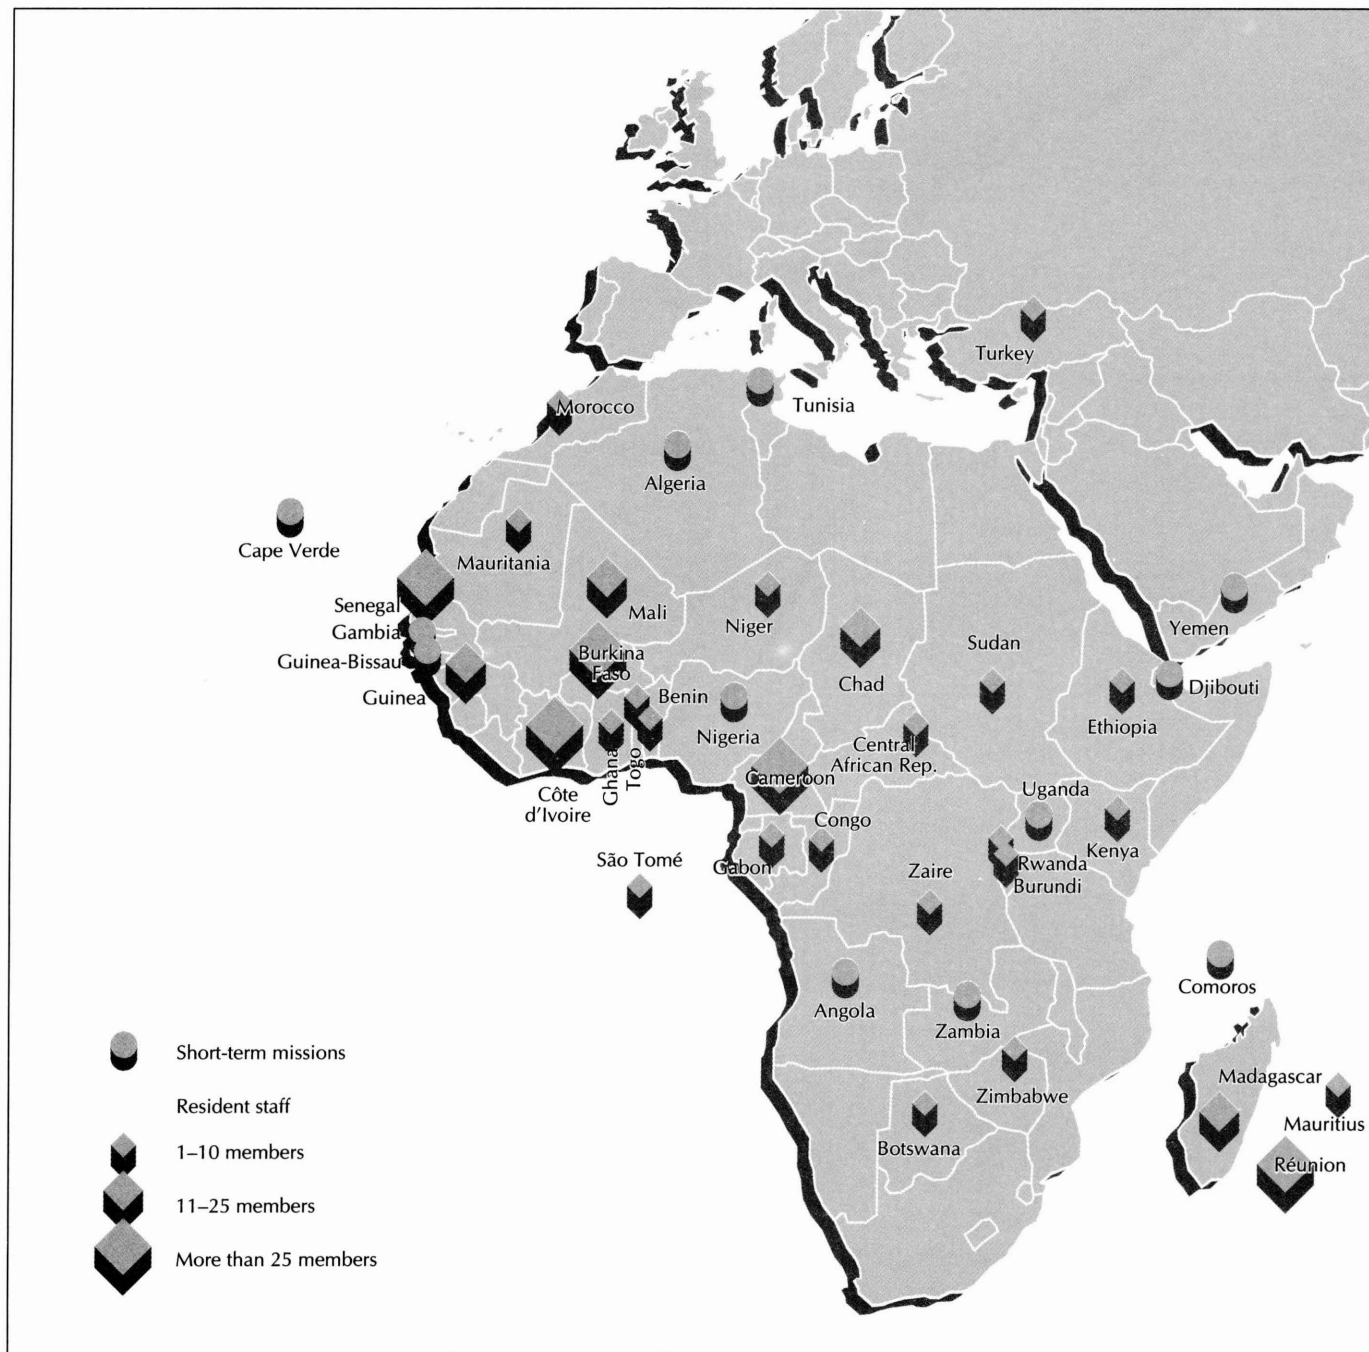 Turkey
Morocco
Tunisia
Algeria
Cape Verde
Mauritania
Senegal
Mali
Niger
Gambia
Yemen
Sudan
Burkina
Faso
Guinea-Bissau
Chad
Djibouti
Guinea
Benin
Ethiopia
Nigeria
Central
African Rep.
Ghana
Togo
Cameroon
Uganda
Côte
d'Ivoire
Congo
Kenya
São Tomé
Gabon
Zaire
Rwanda
Burundi
Comoros
Angola
Zambia
Short-term missions
Madagascar
Zimbabwe
Resident staff
Mauritius
1–10 members
Botswana
Réunion
11–25 members
More than 25 members